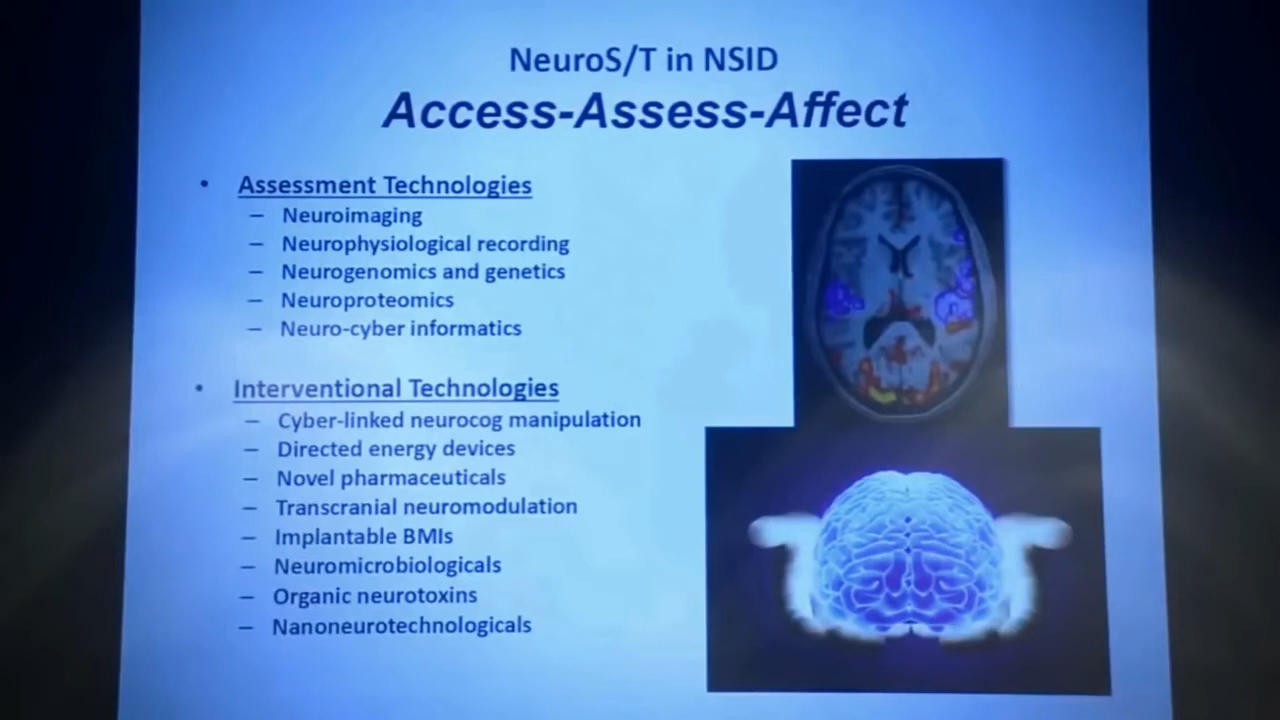 NeuroS/T in NSID
Access-Assess-Affect
• Assessment Technologies
– Neuroimaging
– Neurophysiological recording
– Neurogenomics and genetics
– Neuroproteomics
– Neuro-cyber informatics
• Interventional Technologies
– Cyber-linked neurocog manipulation
– Directed energy devices
– Novel pharmaceuticals
– Transcranial neuromodulation
– Implantable BMIs
– Neuromicrobiologicals
– Organic neurotoxins
– Nanoneurotechnologicals